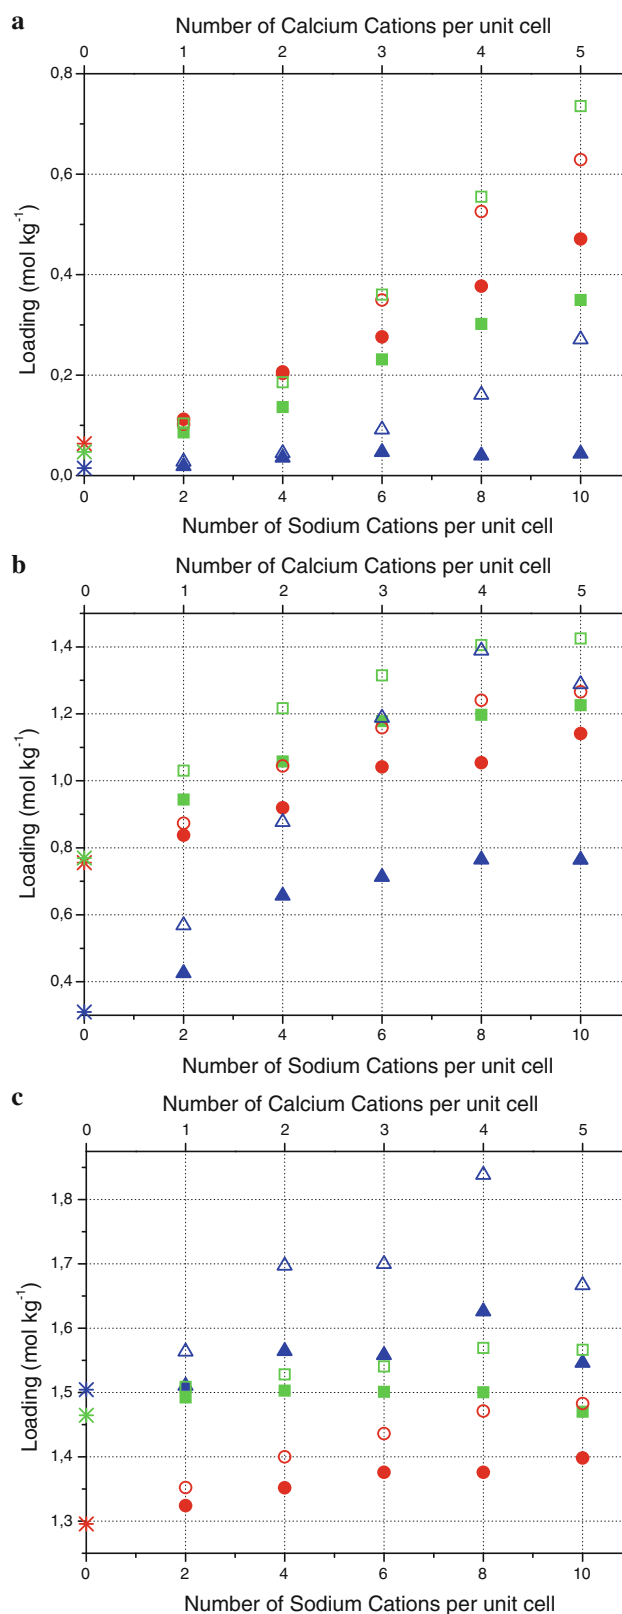 a
Number of Calcium Cations per unit cell
0 1 2 3 4 5
0,8
0,6
0,4
0,2
0,0
Loading (mol kg-1)
0 2 4 6 8 10
Number of Sodium Cations per unit cell
b
Number of Calcium Cations per unit cell
0 1 2 3 4 5
1,4
1,2
1,0
0,8
0,6
0,4
Loading (mol kg-1)
0 2 4 6 8 10
Number of Sodium Cations per unit cell
c
Number of Calcium Cations per unit cell
0 1 2 3 4 5
1,8
1,7
1,6
1,5
1,4
1,3
Loading (mol kg-1)
0 2 4 6 8 10
Number of Sodium Cations per unit cell